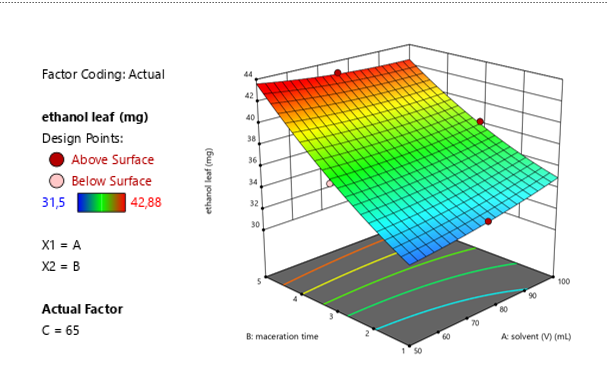 Factor Coding: Actual
ethanol leaf (mg)
Design Points:
Above Surface
Below Surface
31,5 42,88
X1 = A
X2 = B
Actual Factor
C = 65
ethanol leaf (mg)
44
42
40
38
36
34
32
30
5
4
3
2
1
50
60
70
80
90
100
B: maceration time
A: solvent (V) (mL)